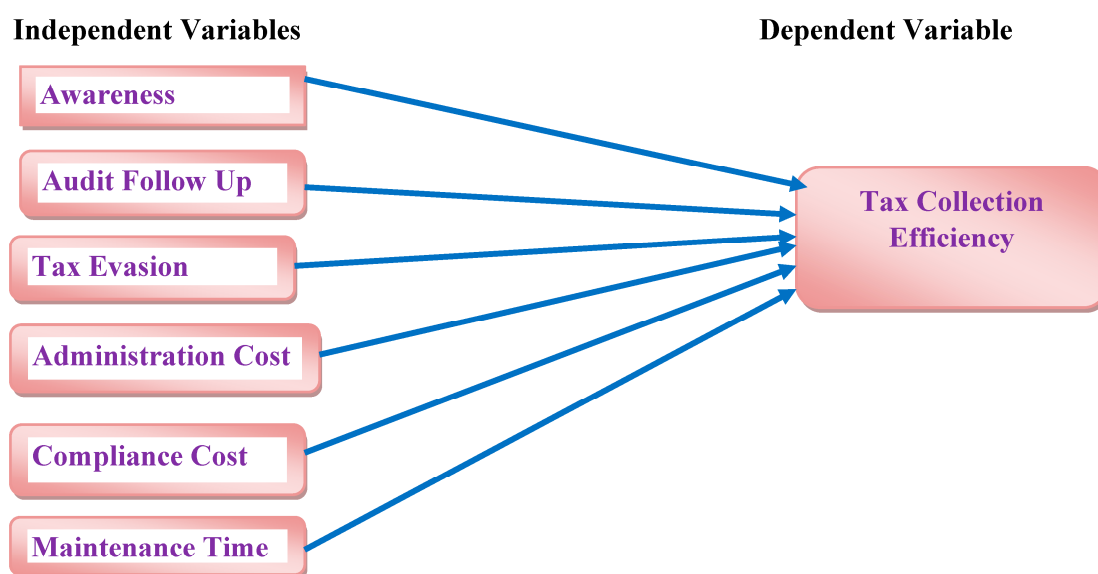 Independent Variables
Dependent Variable
Awareness
Audit Follow Up
Tax Evasion
Administration Cost
Compliance Cost
Maintenance Time
Tax Collection
Efficiency